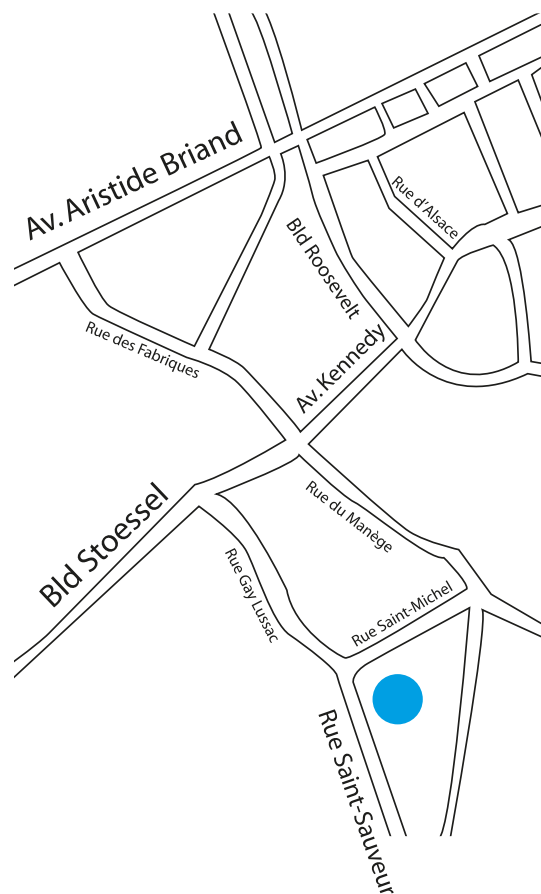 Av. Aristide Briand
Rue d'Alsace
Bld Roosevelt
Rue des Fabriques
Av. Kennedy
Bld Stoessel
Rue du Manège
Rue Gay Lussac
Rue Saint-Michel
Rue Saint-Sauveur